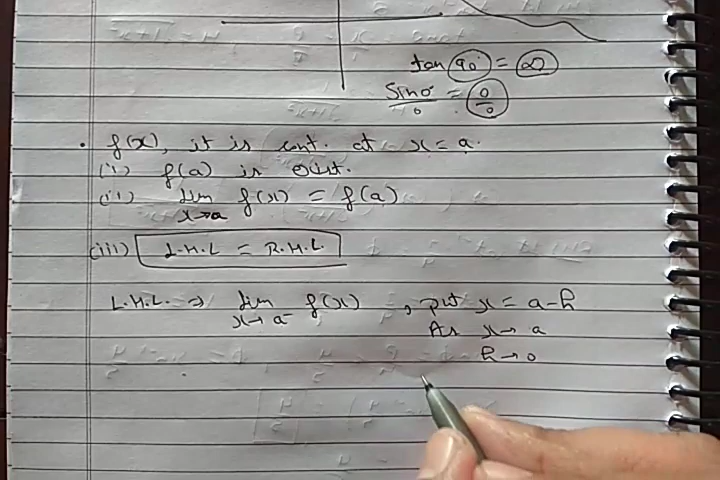 tan 90° = ∞
Sin0°/0 = 0/0
• f(x), it is cont. at x = a.
(i) f(a) is exist.
(ii) lim x→a f(x) = f(a)
(iii) L.H.L = R.H.L.
L.H.L. ⇒ lim x→a⁻ f(x), put x = a-h
As x→a
h→0